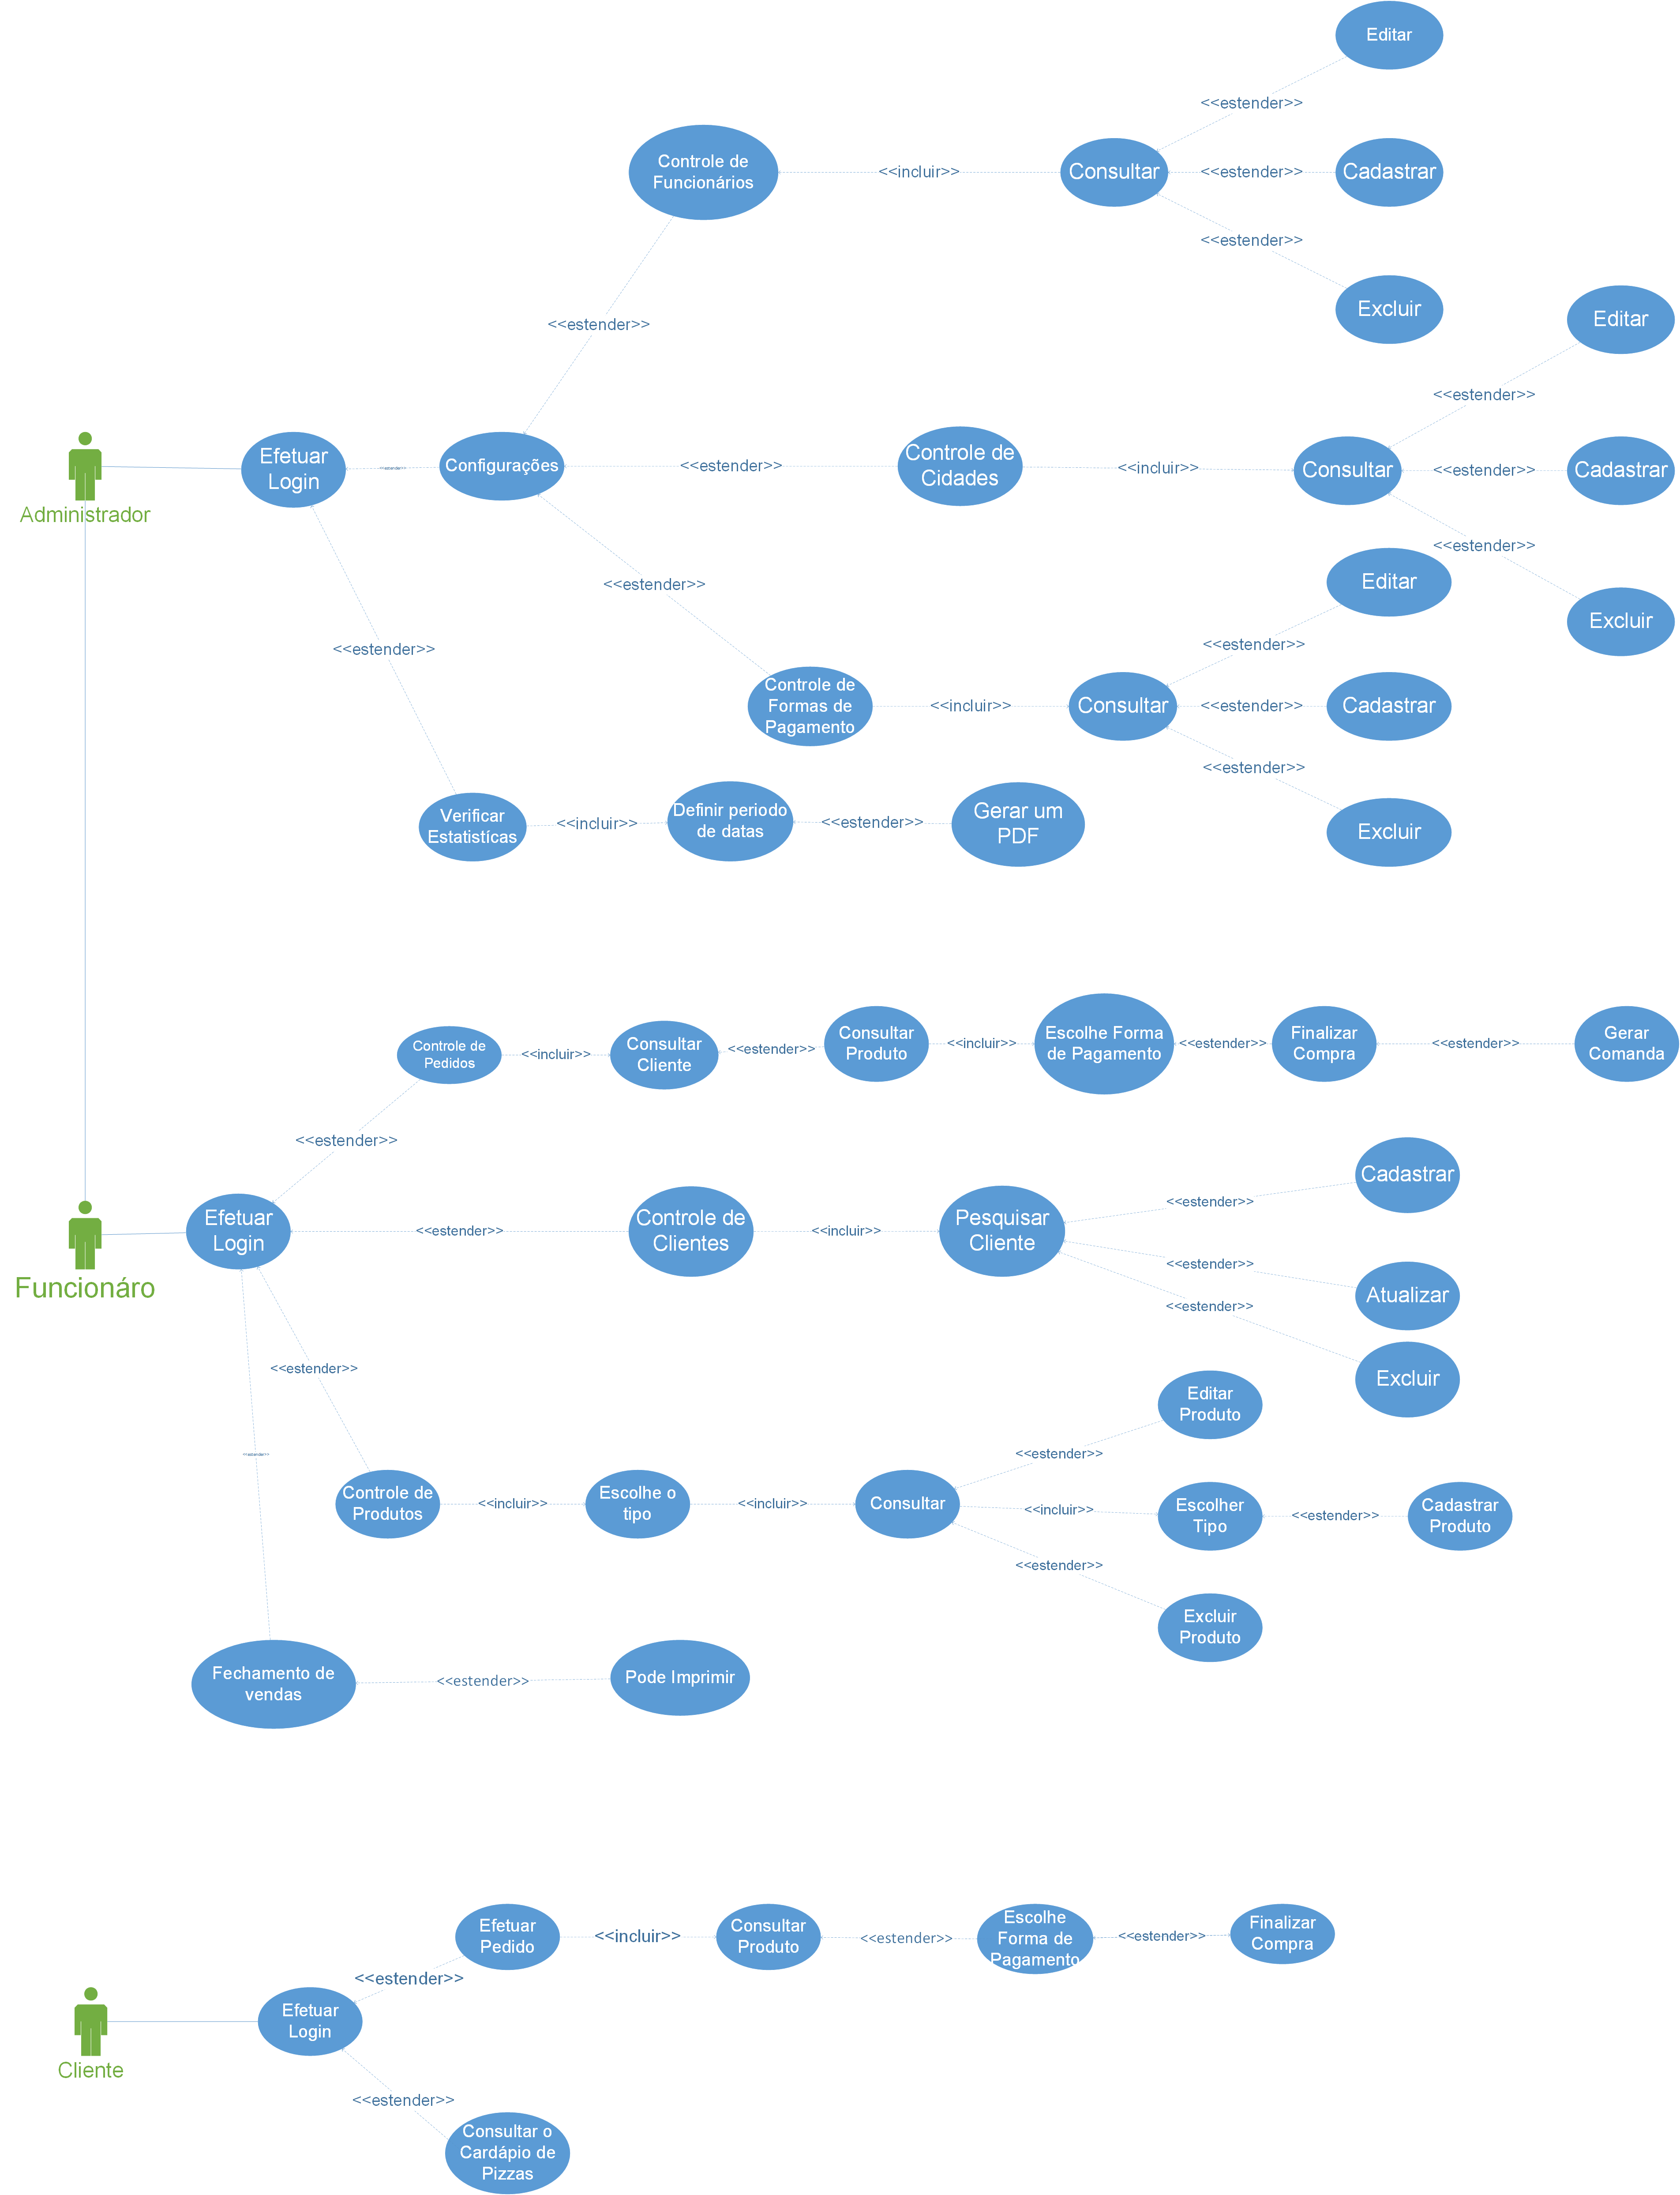 Editar
<<estender>>
Controle de
Funcionários
<<incluir>>
Consultar
<<estender>>
Cadastrar
<<estender>>
Excluir
<<estender>>
Editar
<<estender>>
Administrador
Efetuar
Login
<<estender>>
Configurações
<<estender>>
Controle de
Cidades
<<incluir>>
Consultar
<<estender>>
Cadastrar
<<estender>>
Excluir
<<estender>>
Editar
<<estender>>
<<estender>>
Controle de
Formas de
Pagamento
<<incluir>>
Consultar
<<estender>>
Cadastrar
<<estender>>
Excluir
Verificar
Estatistícas
<<incluir>>
Definir periodo
de datas
<<estender>>
Gerar um
PDF
Controle de
Pedidos
<<incluir>>
Consultar
Cliente
<<estender>>
Consultar
Produto
<<incluir>>
Escolhe Forma
de Pagamento
<<estender>>
Finalizar
Compra
<<estender>>
Gerar
Comanda
<<estender>>
Funcionáro
Efetuar
Login
<<estender>>
Controle de
Clientes
<<incluir>>
Pesquisar
Cliente
<<estender>>
Cadastrar
<<estender>>
Atualizar
<<estender>>
Excluir
<<estender>>
Editar
Produto
<<estender>>
<<estender>>
Controle de
Produtos
<<incluir>>
Escolhe o
tipo
<<incluir>>
Consultar
<<incluir>>
Escolher
Tipo
<<estender>>
Cadastrar
Produto
<<estender>>
Excluir
Produto
Fechamento de
vendas
<<estender>>
Pode Imprimir
Efetuar
Pedido
<<incluir>>
Consultar
Produto
<<estender>>
Escolhe
Forma de
Pagamento
<<estender>>
Finalizar
Compra
<<estender>>
Cliente
Efetuar
Login
<<estender>>
Consultar o
Cardápio de
Pizzas